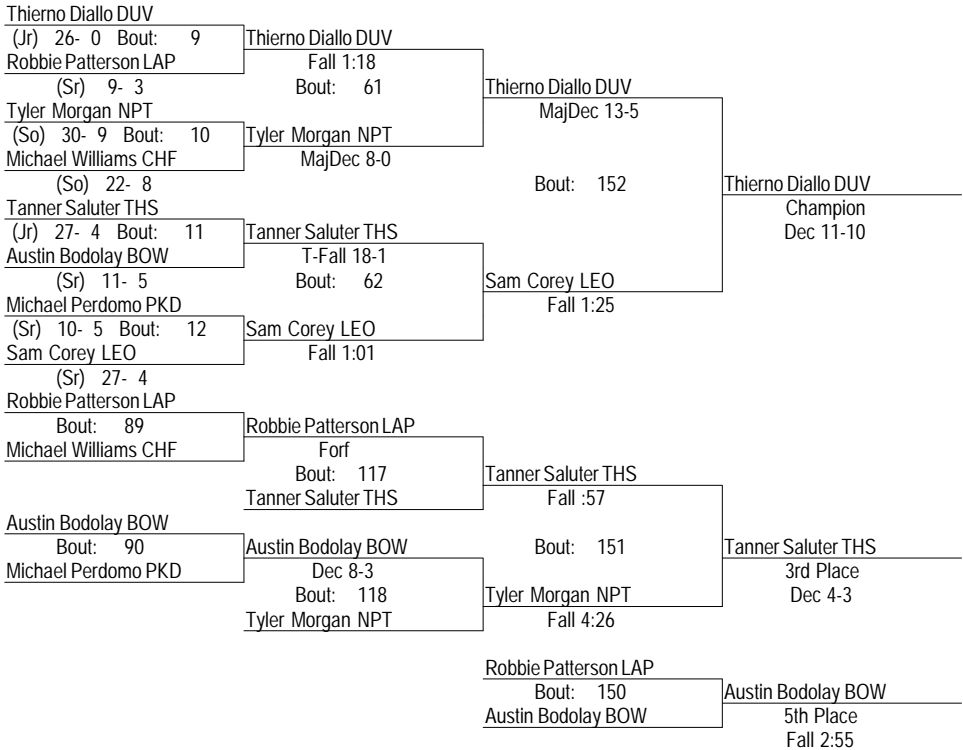 Thierno Diallo DUV
(Jr) 26- 0 Bout: 9 Thierno Diallo DUV
Robbie Patterson LAP Fall 1:18
(Sr) 9- 3 Bout: 61 Thierno Diallo DUV
Tyler Morgan NPT MajDec 13-5
(So) 30- 9 Bout: 10 Tyler Morgan NPT
Michael Williams CHF MajDec 8-0
(So) 22- 8 Bout: 152 Thierno Diallo DUV
Tanner Saluter THS Champion
(Jr) 27- 4 Bout: 11 Tanner Saluter THS Dec 11-10
Austin Bodolay BOW T-Fall 18-1
(Sr) 11- 5 Bout: 62 Sam Corey LEO
Michael Perdomo PKD Fall 1:25
(Sr) 10- 5 Bout: 12 Sam Corey LEO
Sam Corey LEO Fall 1:01
(Sr) 27- 4
Robbie Patterson LAP
Bout: 89 Robbie Patterson LAP
Michael Williams CHF Forf
Bout: 117 Tanner Saluter THS
Tanner Saluter THS Fall :57
Austin Bodolay BOW
Bout: 90 Austin Bodolay BOW Bout: 151 Tanner Saluter THS
Michael Perdomo PKD Dec 8-3 3rd Place
Bout: 118 Tyler Morgan NPT Dec 4-3
Tyler Morgan NPT Fall 4:26
Robbie Patterson LAP
Bout: 150 Austin Bodolay BOW
Austin Bodolay BOW 5th Place
Fall 2:55